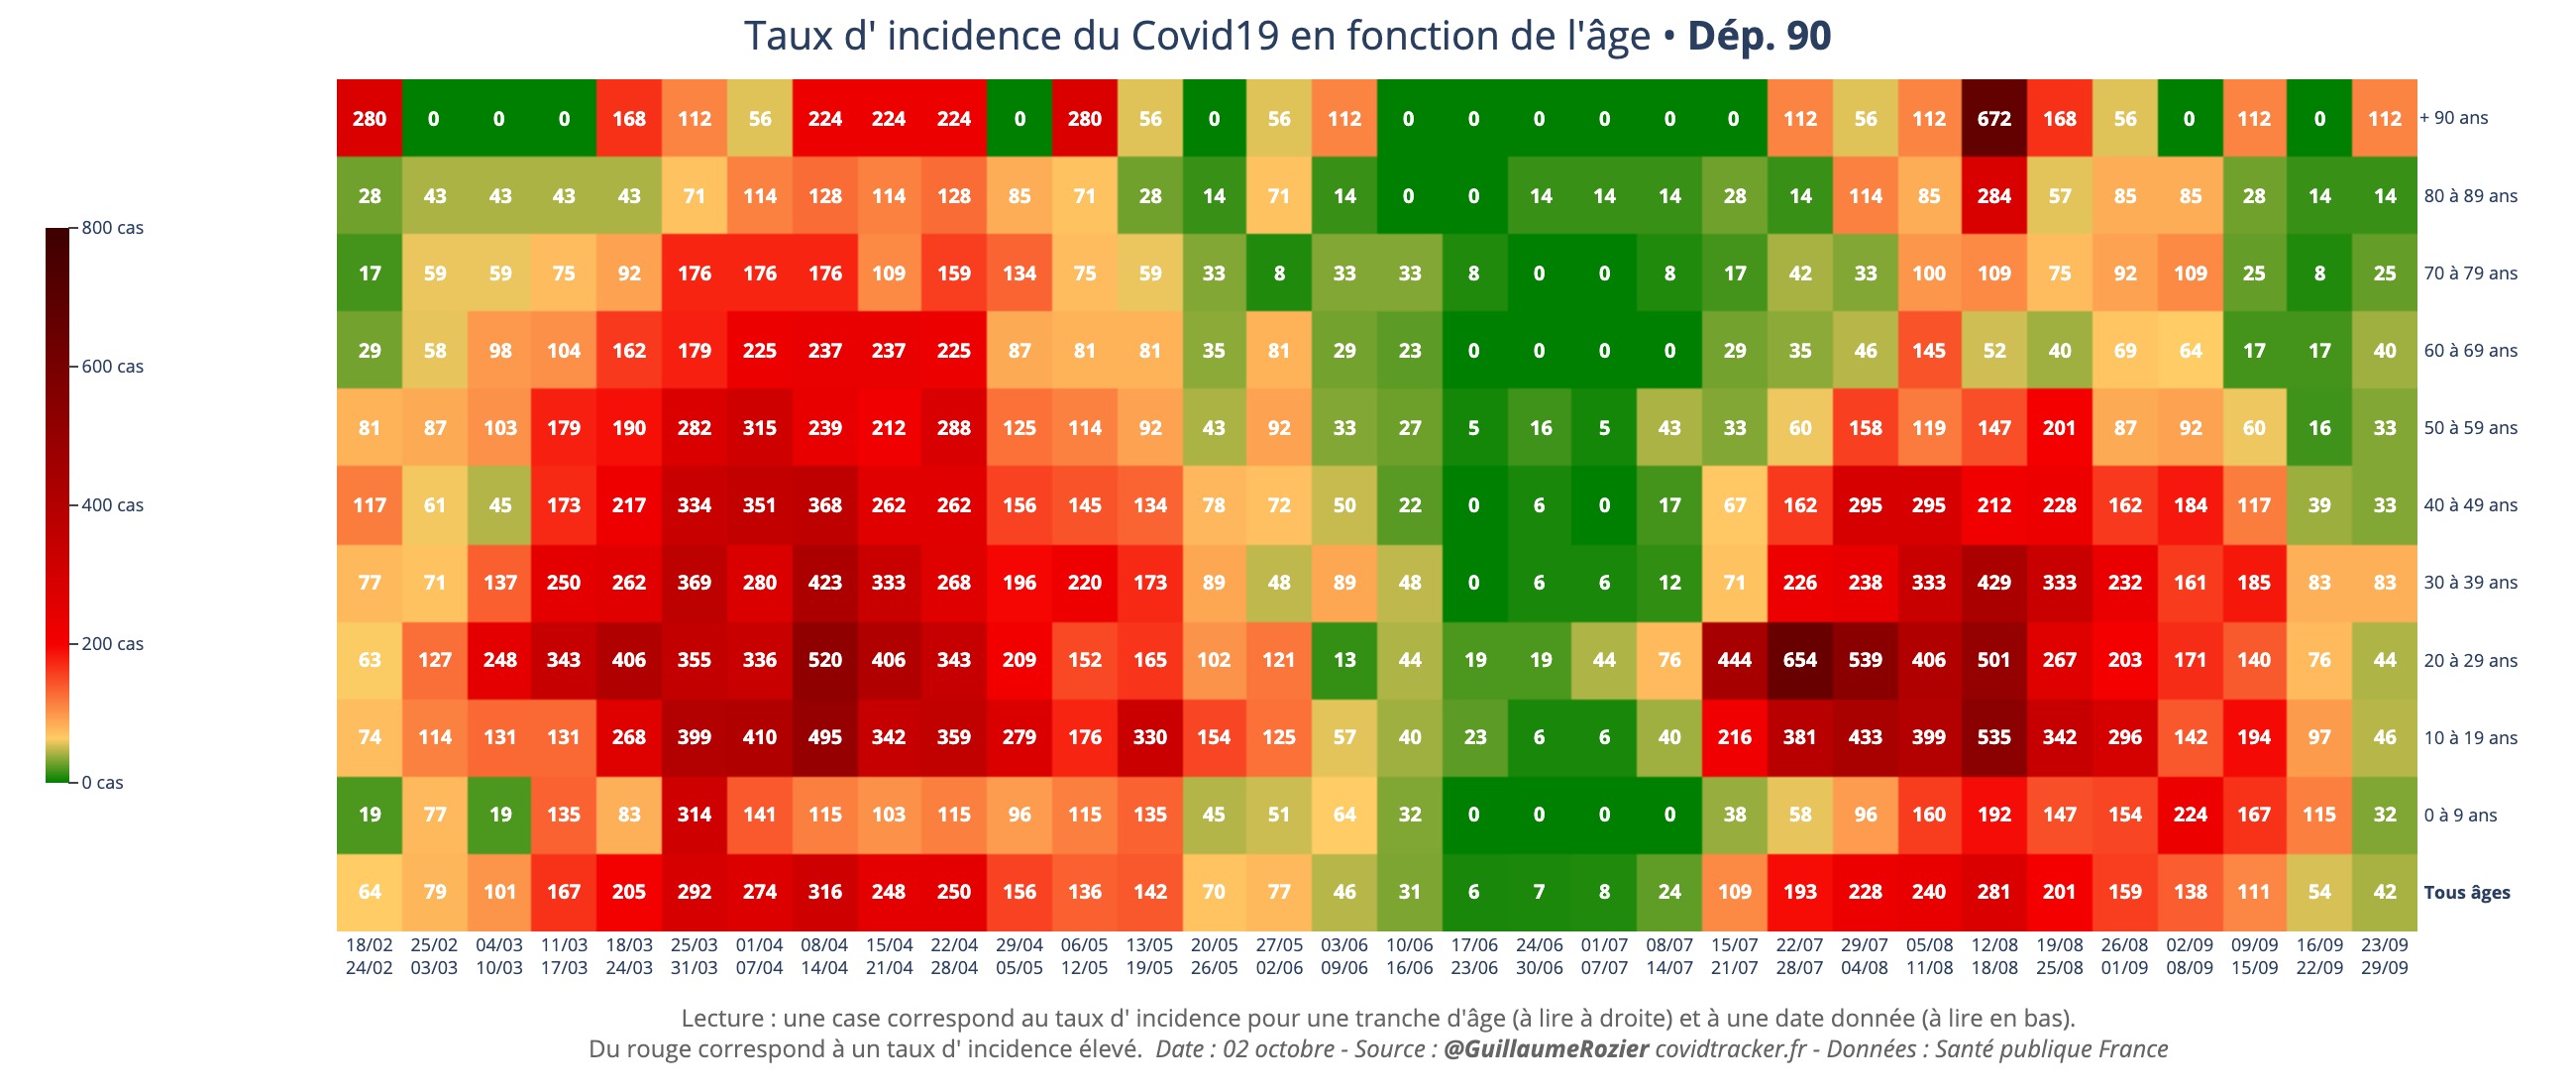 Taux d' incidence du Covid19 en fonction de l'âge • Dép. 90
800 cas
600 cas
400 cas
200 cas
0 cas
280 0 0 0 168 112 56 224 224 224 0 280 56 0 56 112 0 0 0 0 0 0 112 56 112 672 168 56 0 112 0 112 + 90 ans
28 43 43 43 43 71 114 128 114 128 85 71 28 14 71 14 0 0 14 14 14 28 14 114 85 284 57 85 85 28 14 14 80 à 89 ans
17 59 59 75 92 176 176 176 109 159 134 75 59 33 8 33 33 8 0 0 8 17 42 33 100 109 75 92 109 25 8 25 70 à 79 ans
29 58 98 104 162 179 225 237 237 225 87 81 81 35 81 29 23 0 0 0 0 29 35 46 145 52 40 69 64 17 17 40 60 à 69 ans
81 87 103 179 190 282 315 239 212 288 125 114 92 43 92 33 27 5 16 5 43 33 60 158 119 147 201 87 92 60 16 33 50 à 59 ans
117 61 45 173 217 334 351 368 262 262 156 145 134 78 72 50 22 0 6 0 17 67 162 295 295 212 228 162 184 117 39 33 40 à 49 ans
77 71 137 250 262 369 280 423 333 268 196 220 173 89 48 89 48 0 6 6 12 71 226 238 333 429 333 232 161 185 83 83 30 à 39 ans
63 127 248 343 406 355 336 520 406 343 209 152 165 102 121 13 44 19 19 44 76 444 654 539 406 501 267 203 171 140 76 44 20 à 29 ans
74 114 131 131 268 399 410 495 342 359 279 176 330 154 125 57 40 23 6 6 40 216 381 433 399 535 342 296 142 194 97 46 10 à 19 ans
19 77 19 135 83 314 141 115 103 115 96 115 135 45 51 64 32 0 0 0 0 38 58 96 160 192 147 154 224 167 115 32 0 à 9 ans
64 79 101 167 205 292 274 316 248 250 156 136 142 70 77 46 31 6 7 8 24 109 193 228 240 281 201 159 138 111 54 42 Tous âges
18/02 25/02 04/03 11/03 18/03 25/03 01/04 08/04 15/04 22/04 29/04 06/05 13/05 20/05 27/05 03/06 10/06 17/06 24/06 01/07 08/07 15/07 22/07 29/07 05/08 12/08 19/08 26/08 02/09 09/09 16/09 23/09
24/02 03/03 10/03 17/03 24/03 31/03 07/04 14/04 21/04 28/04 05/05 12/05 19/05 26/05 02/06 09/06 16/06 23/06 30/06 07/07 14/07 21/07 28/07 04/08 11/08 18/08 25/08 01/09 08/09 15/09 22/09 29/09
Lecture : une case correspond au taux d' incidence pour une tranche d'âge (à lire à droite) et à une date donnée (à lire en bas).
Du rouge correspond à un taux d' incidence élevé. Date : 02 octobre - Source : @GuillaumeRozier covidtracker.fr - Données : Santé publique France